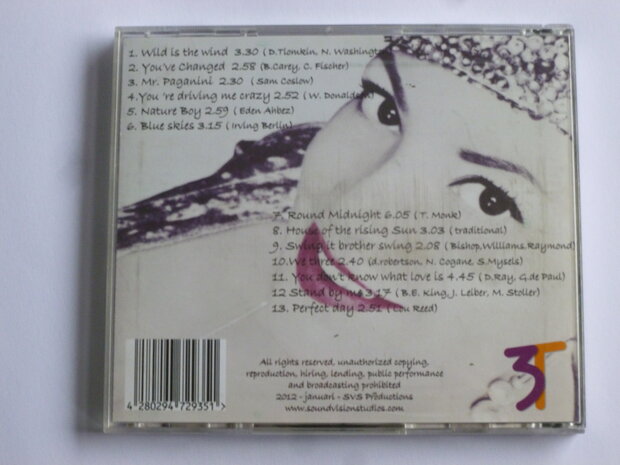 1. Wild is the wind 3.30 ( D.Tiomkin, N. Washingt
2. You've Changed 2.58 (B.Carey, C. Fischer)
3. Mr. Paganini 2.30 ( Sam Coslow)
4.You 're driving me crazy 2.52 ( W. Donaldson)
5. Nature Boy 2.59 ( Eden Ahbez)
6. Blue skies 3.15 ( Irving Berlin)
7. Round Midnight 6.05 ( T. Monk)
8. House of the rising Sun 3.03 (traditional)
9. Swing it brother swing 2.08 (Bishop,Williams,Raymond)
10.We three 2.40 (d.robertson, N. Cogane, S.Mysels)
11. You don't know what love is 4.45 (D.Ray, G.de Paul)
12 Stand by me 3.17 (B.E. King,J. Leiber, M. Stoller)
13. Perfect day 2.51 (Lou Reed)
All rights reserved, unauthorized copying,
reproduction, hiring, lending, public performance
and broadcasting prohibited
2012 - januari - SVS Productions
www.soundvisionstudios.com
4 280294 729351 >
3T